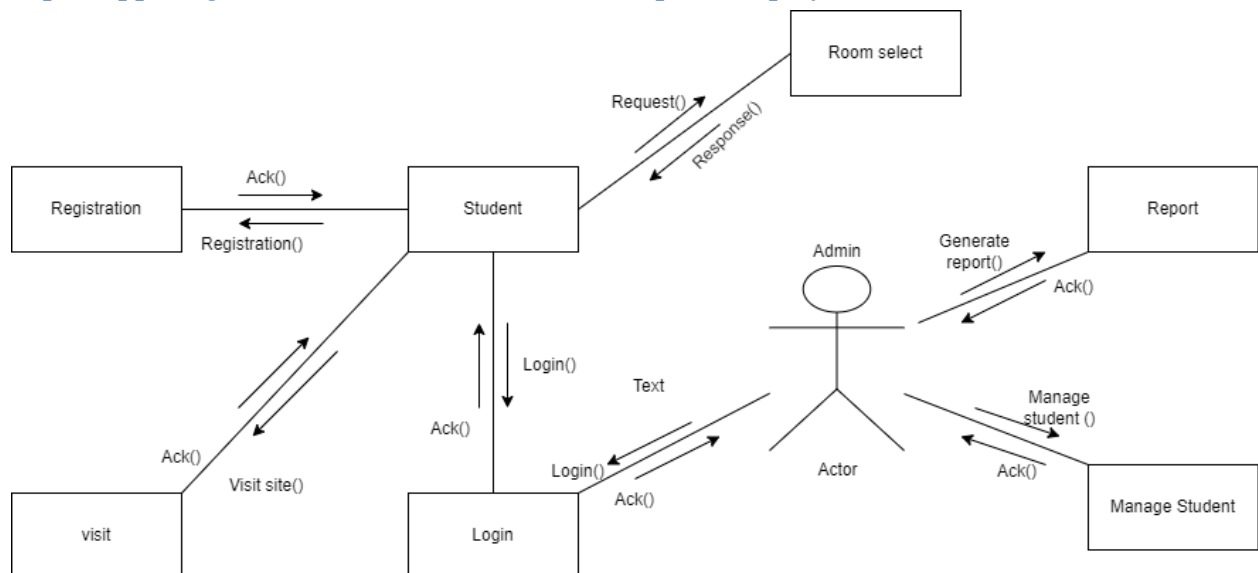 Room select
Request()
Response()
Ack()
Registration
Student
Report
Registration()
Generate
report()
Admin
Ack()
Login()
Text
Manage
student ()
Ack()
Ack()
Login()
Ack()
Visit site()
Ack()
Actor
visit
Login
Manage Student